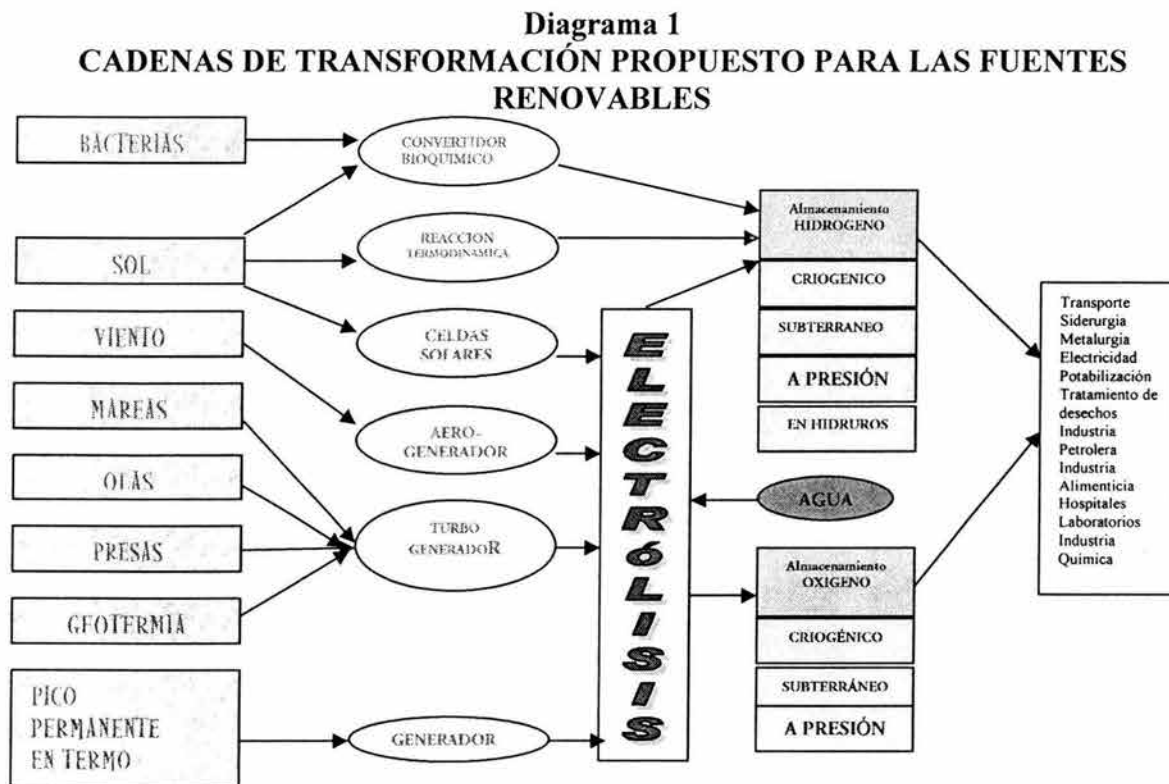 Diagrama 1
CADENAS DE TRANSFORMACIÓN PROPUESTO PARA LAS FUENTES
RENOVABLES
BACTERIAS
SOL
VIENTO
MAREAS
OLAS
PRESAS
GEOTERMIA
PICO
PERMANENTE
EN TERMO
CONVERTIDOR
BIOQUIMICO
REACCION
TERMODINAMICA
CELDAS
SOLARES
AERO-
GENERADOR
TURBO
GENERADOR
GENERADOR
ELECTRÓLISIS
Almacenamiento
HIDROGENO
CRIOGENICO
SUBTERRANEO
A PRESIÓN
EN HIDRUROS
AGUA
Almacenamiento
OXIGENO
CRIOGÉNICO
SUBTERRÁNEO
A PRESIÓN
Transporte
Siderurgia
Metalurgia
Electricidad
Potabilización
Tratamiento de
desechos
Industria
Petrolera
Industria
Alimenticia
Hospitales
Laboratorios
Industria
Química